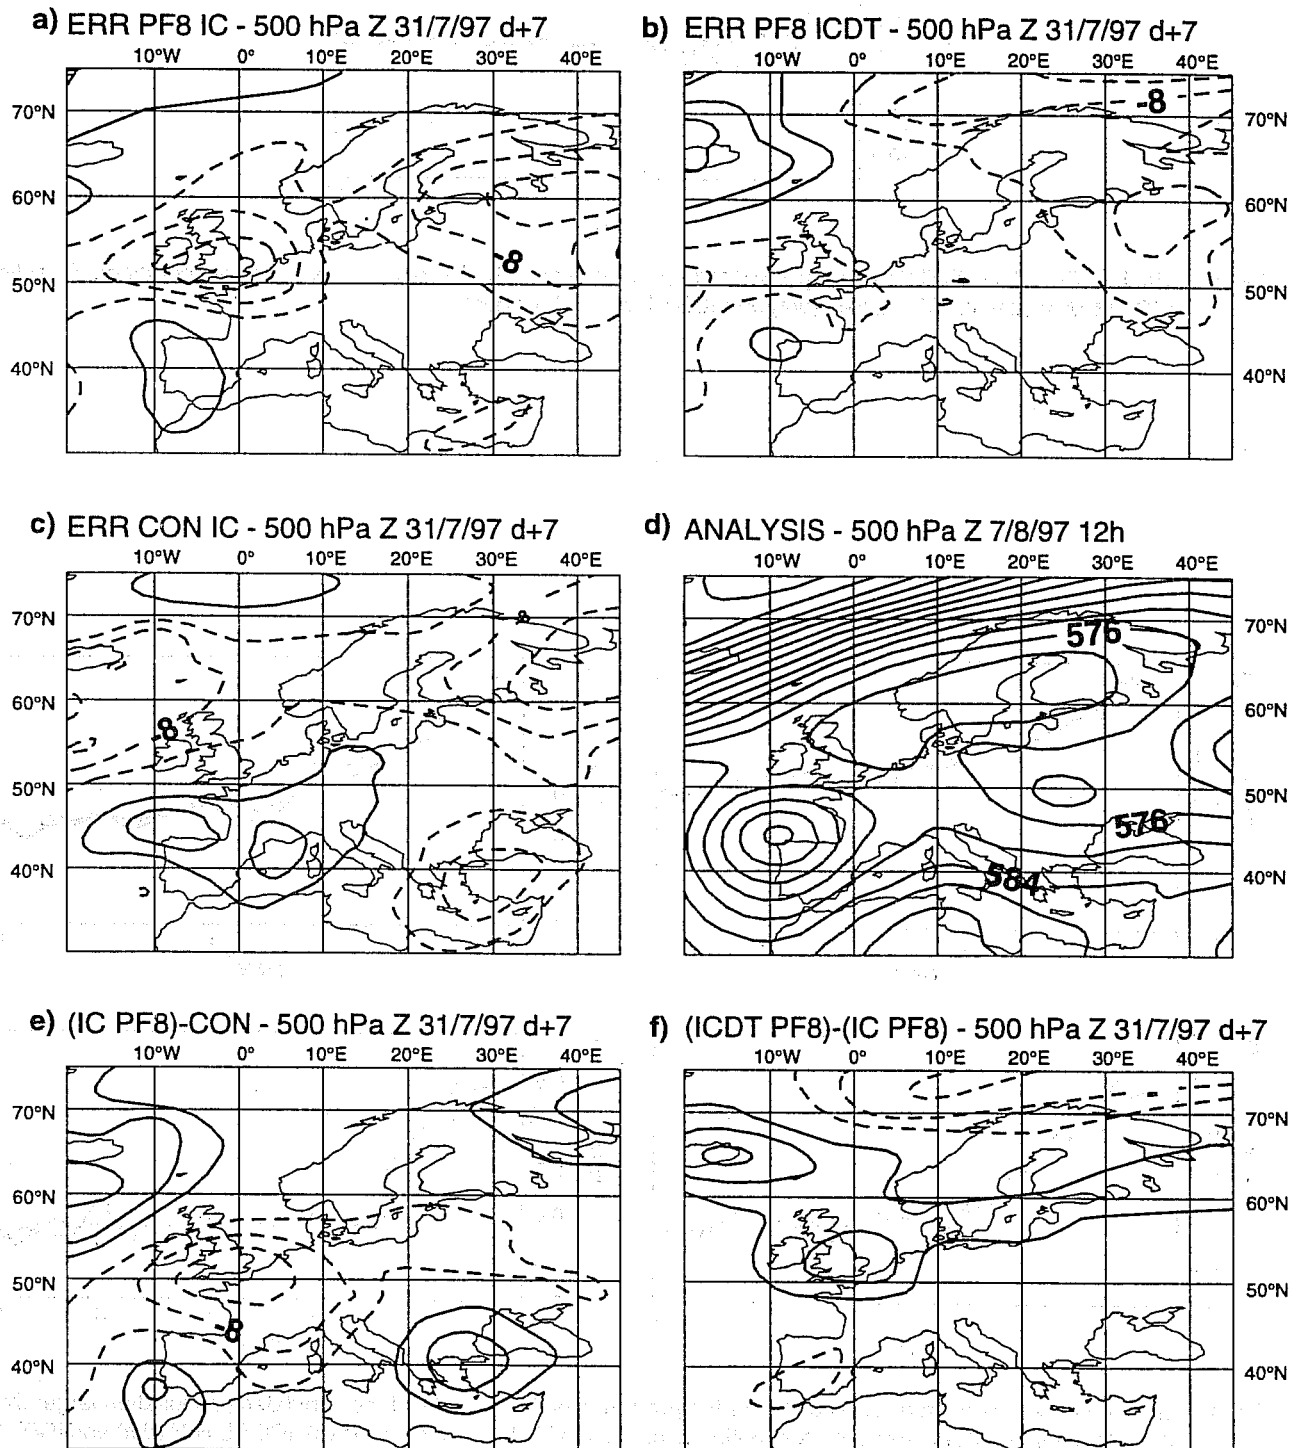 a) ERR PF8 IC - 500 hPa Z 31/7/97 d+7
10°W 0° 10°E 20°E 30°E 40°E
70°N
60°N
50°N
40°N
-8
b) ERR PF8 ICDT - 500 hPa Z 31/7/97 d+7
10°W 0° 10°E 20°E 30°E 40°E
70°N
60°N
50°N
40°N
-8
c) ERR CON IC - 500 hPa Z 31/7/97 d+7
10°W 0° 10°E 20°E 30°E 40°E
70°N
60°N
50°N
40°N
8
-8
d) ANALYSIS - 500 hPa Z 7/8/97 12h
10°W 0° 10°E 20°E 30°E 40°E
70°N
60°N
50°N
40°N
576
576
584
e) (IC PF8)-CON - 500 hPa Z 31/7/97 d+7
10°W 0° 10°E 20°E 30°E 40°E
70°N
60°N
50°N
40°N
-8
f) (ICDT PF8)-(IC PF8) - 500 hPa Z 31/7/97 d+7
10°W 0° 10°E 20°E 30°E 40°E
70°N
60°N
50°N
40°N